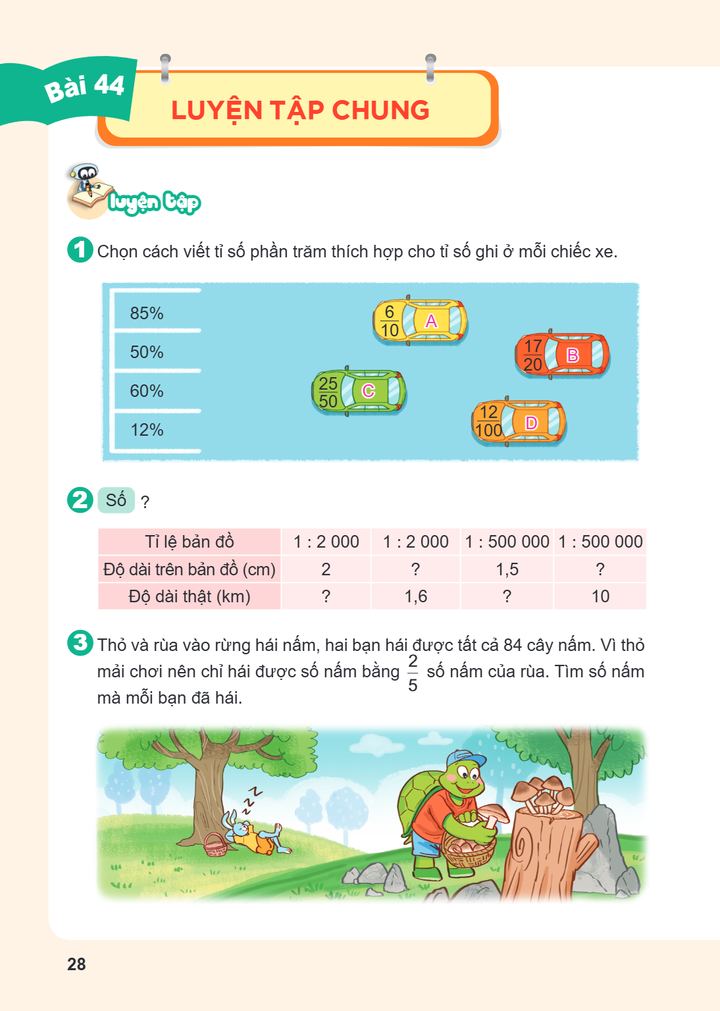 Bài 44
LUYỆN TẬP CHUNG
luyện tập
1 Chọn cách viết tỉ số phần trăm thích hợp cho tỉ số ghi ở mỗi chiếc xe.
85%
50%
60%
12%
6/10 A
17/20 B
25/50 C
12/100 D
2 Số ?
Tỉ lệ bản đồ 1 : 2 000 1 : 2 000 1 : 500 000 1 : 500 000
Độ dài trên bản đồ (cm) 2 ? 1,5 ?
Độ dài thật (km) ? 1,6 ? 10
3 Thỏ và rùa vào rừng hái nấm, hai bạn hái được tất cả 84 cây nấm. Vì thỏ
mải chơi nên chỉ hái được số nấm bằng 2/5 số nấm của rùa. Tìm số nấm
mà mỗi bạn đã hái.
z z z
28